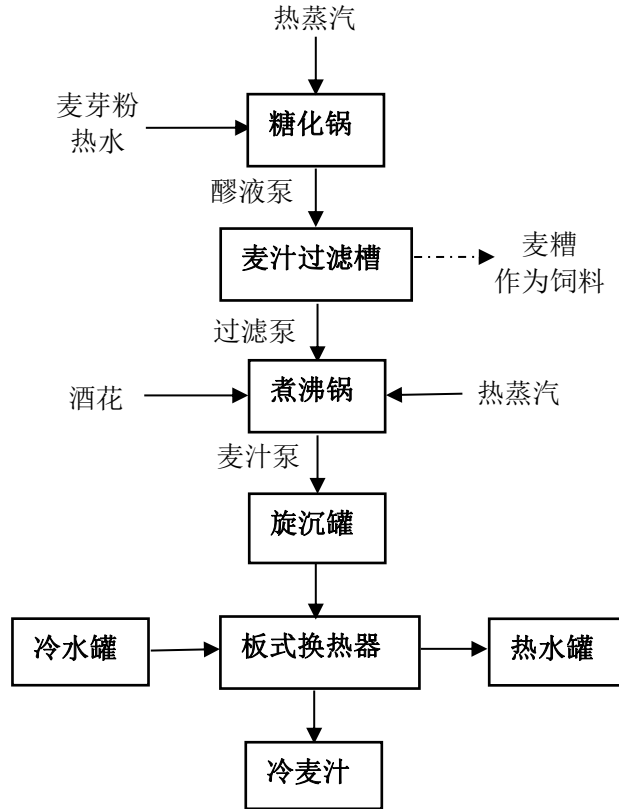 热蒸汽
麦芽粉
热水
糖化锅
醪液泵
麦汁过滤槽
麦糟
作为饲料
过滤泵
酒花
煮沸锅
热蒸汽
麦汁泵
旋沉罐
冷水罐
板式换热器
热水罐
冷麦汁